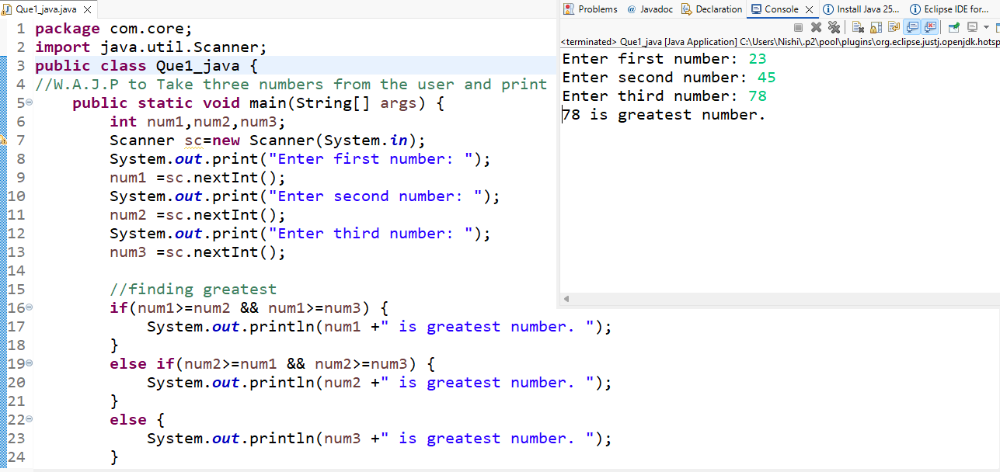 Que1_java.java
1 package com.core;
2 import java.util.Scanner;
3 public class Que1_java {
4 //W.A.J.P to Take three numbers from the user and print
5 public static void main(String[] args) {
6 int num1,num2,num3;
7 Scanner sc=new Scanner(System.in);
8 System.out.print("Enter first number: ");
9 num1 =sc.nextInt();
10 System.out.print("Enter second number: ");
11 num2 =sc.nextInt();
12 System.out.print("Enter third number: ");
13 num3 =sc.nextInt();
14
15 //finding greatest
16 if(num1>=num2 && num1>=num3) {
17 System.out.println(num1 +" is greatest number. ");
18 }
19 else if(num2>=num1 && num2>=num3) {
20 System.out.println(num2 +" is greatest number. ");
21 }
22 else {
23 System.out.println(num3 +" is greatest number. ");
24 }
Problems @ Javadoc Declaration Console Install Java 25... Eclipse IDE for...
<terminated> Que1_java [Java Application] C:\Users\Nishi\.p2\pool\plugins\org.eclipse.justj.openjdk.hotsp
Enter first number: 23
Enter second number: 45
Enter third number: 78
78 is greatest number.